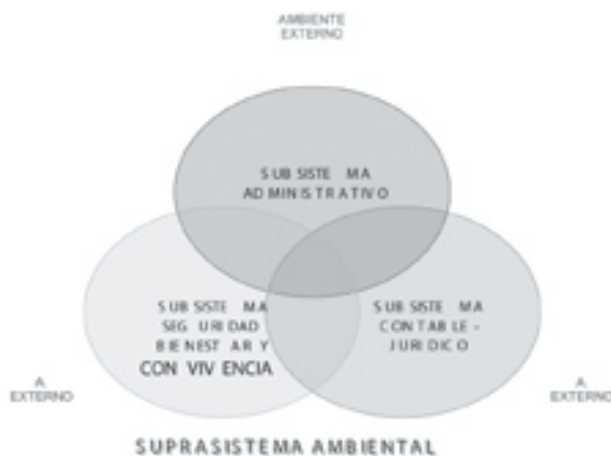 AMBIENTE
EXTERNO
SUBSISTEMA
ADMINISTRATIVO
SUBSISTEMA
SEGURIDAD
BIENESTAR Y
CONVIVENCIA
SUBSISTEMA
CONTABLE-
JURIDICO
A.
EXTERNO
A.
EXTERNO
SUPRASISTEMA AMBIENTAL